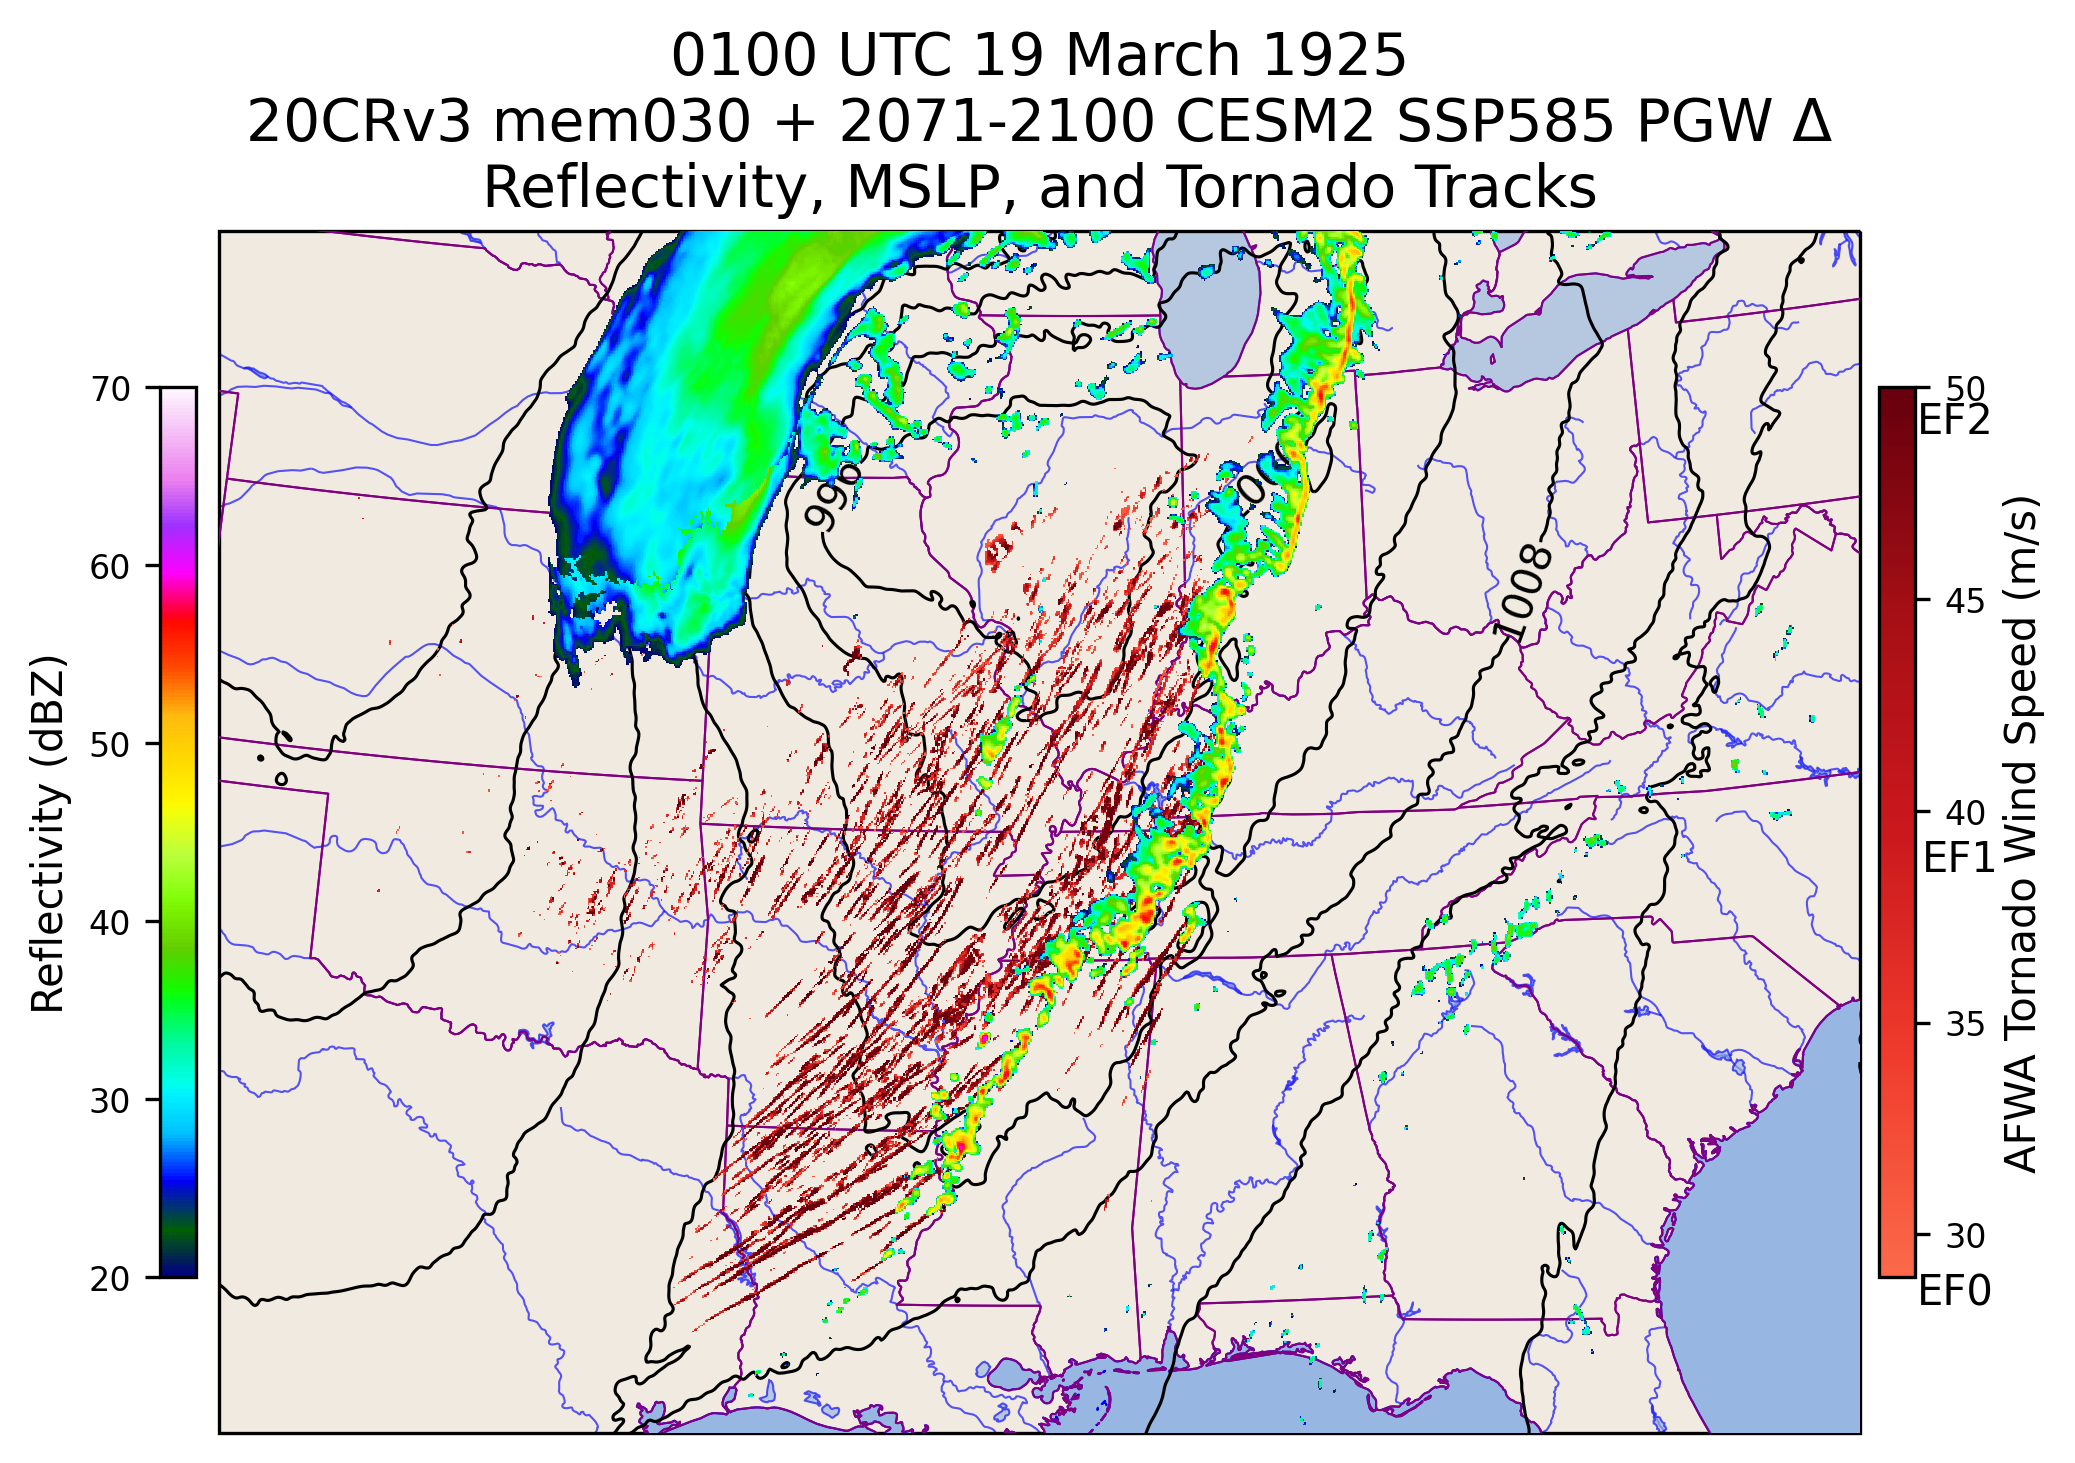 0100 UTC 19 March 1925
20CRv3 mem030 + 2071-2100 CESM2 SSP585 PGW Δ
Reflectivity, MSLP, and Tornado Tracks
70
60
50
40
30
20
Reflectivity (dBZ)
996
1008
50
EF2
45
40
EF1
35
30
EF0
AFWA Tornado Wind Speed (m/s)